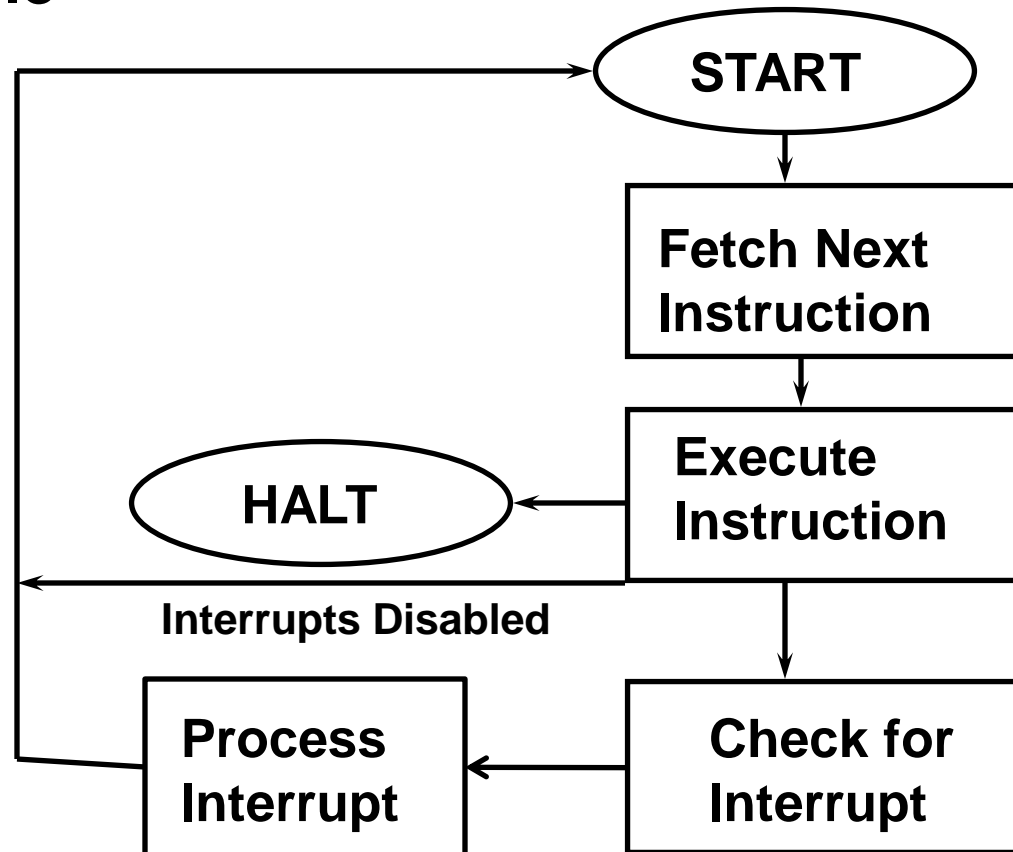 START
Fetch Next
Instruction
Execute
Instruction
HALT
Interrupts Disabled
Process
Interrupt
Check for
Interrupt